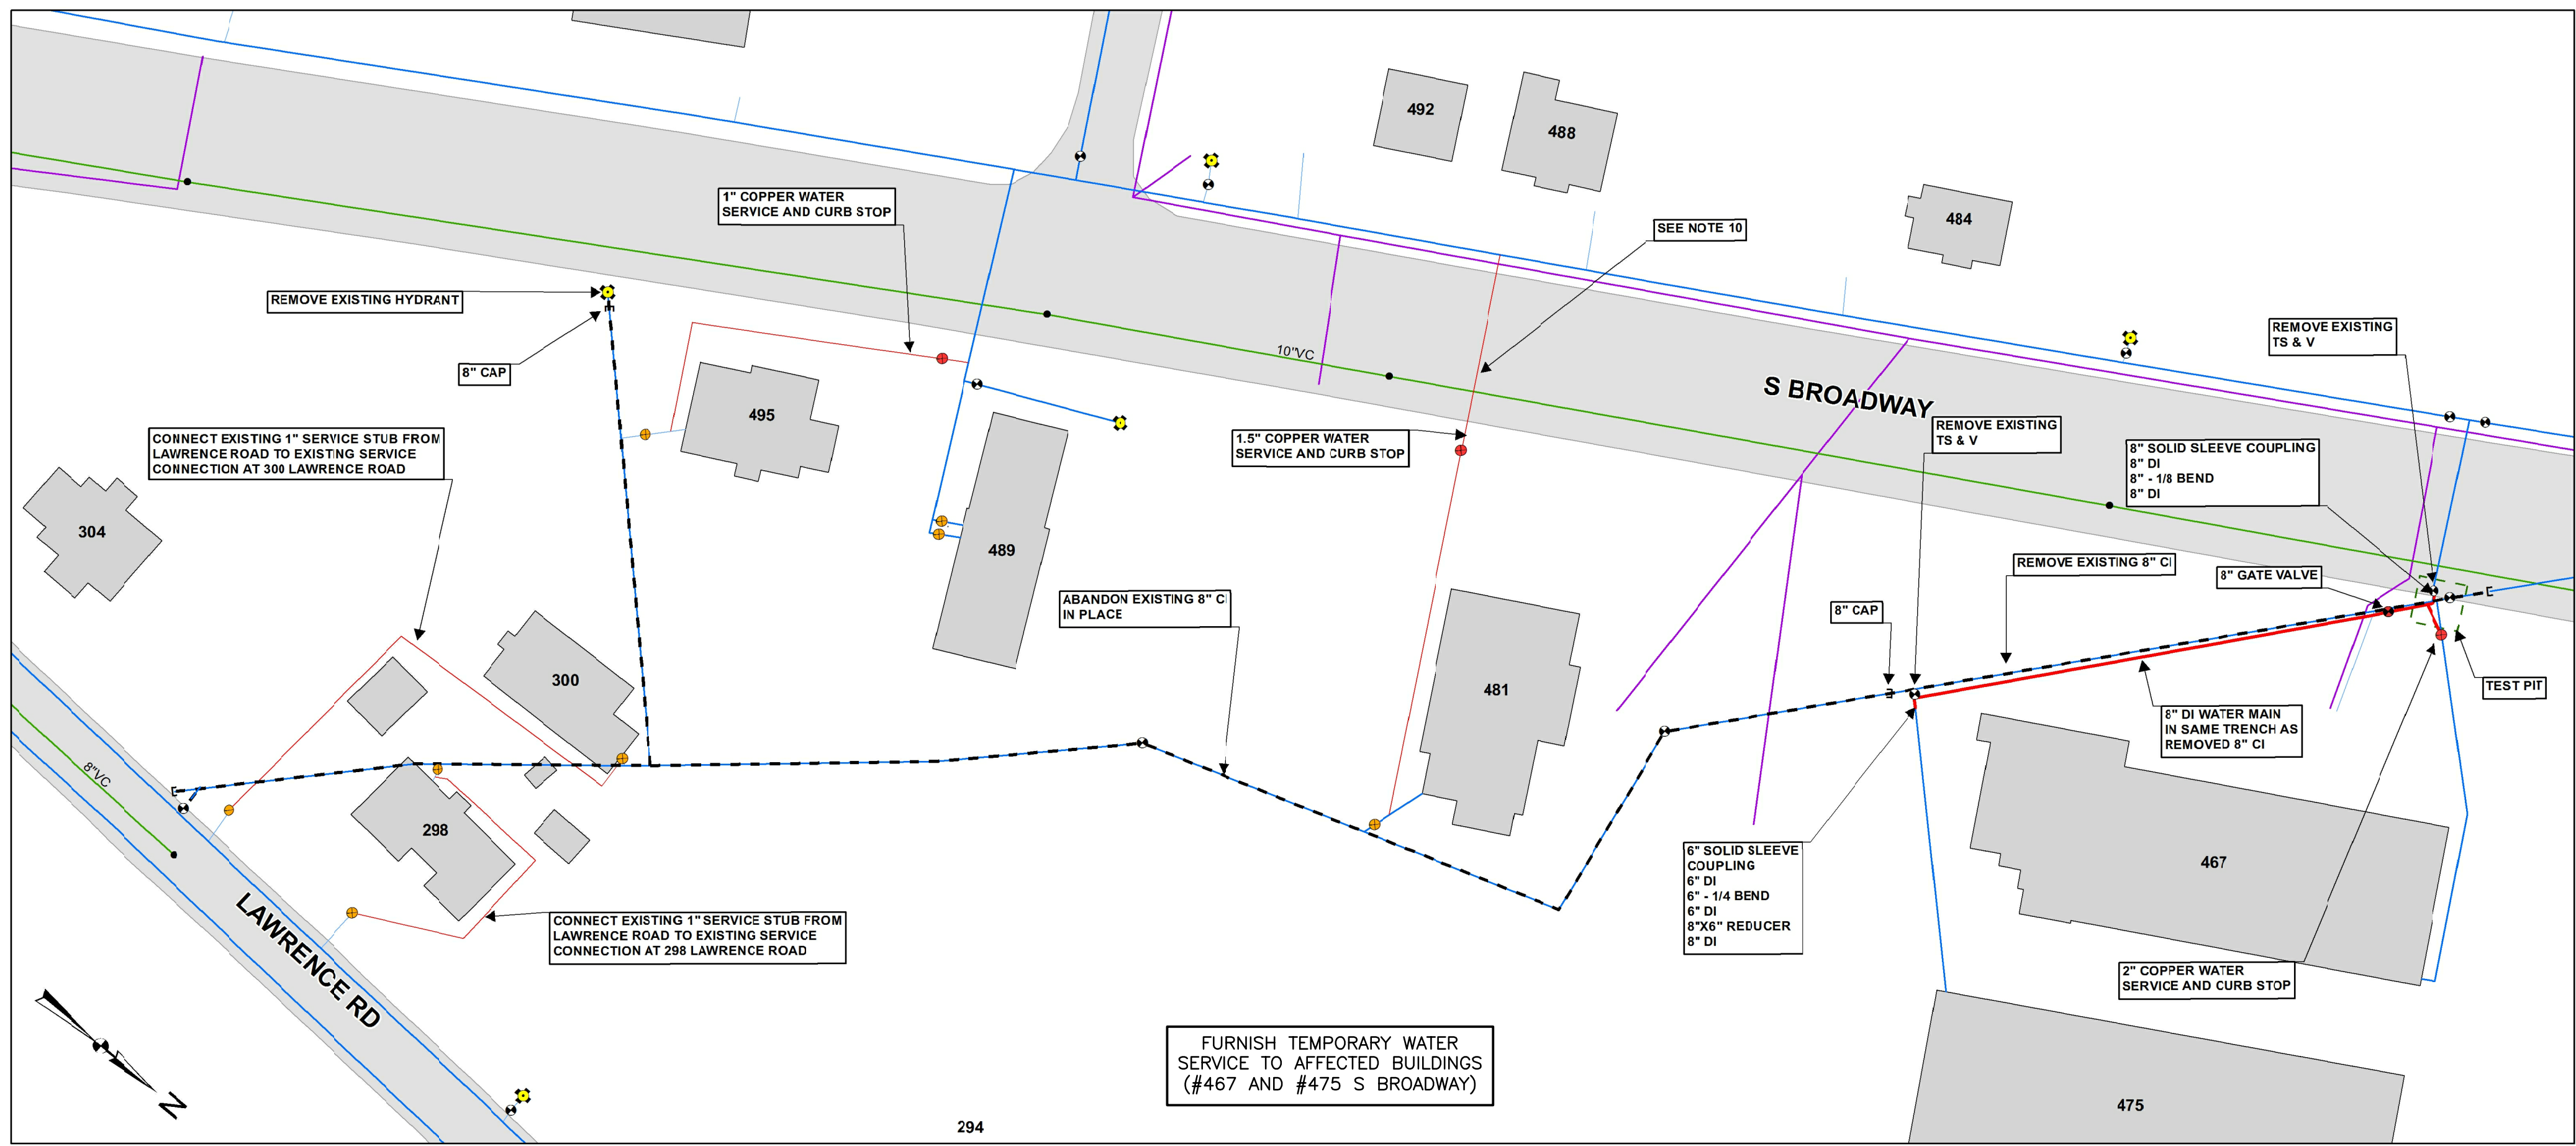 492
488
484
1" COPPER WATER
SERVICE AND CURB STOP
SEE NOTE 10
REMOVE EXISTING HYDRANT
8" CAP
10"VC
S BROADWAY
REMOVE EXISTING
TS & V
495
CONNECT EXISTING 1" SERVICE STUB FROM
LAWRENCE ROAD TO EXISTING SERVICE
CONNECTION AT 300 LAWRENCE ROAD
1.5" COPPER WATER
SERVICE AND CURB STOP
REMOVE EXISTING
TS & V
8" SOLID SLEEVE COUPLING
8" DI
8" - 1/8 BEND
8" DI
304
489
REMOVE EXISTING 8" CI
8" GATE VALVE
ABANDON EXISTING 8" CI
IN PLACE
8" CAP
300
481
TEST PIT
8" DI WATER MAIN
IN SAME TRENCH AS
REMOVED 8" CI
8"VC
298
6" SOLID SLEEVE
COUPLING
6" DI
6" - 1/4 BEND
6" DI
8"X6" REDUCER
8" DI
467
LAWRENCE RD
CONNECT EXISTING 1" SERVICE STUB FROM
LAWRENCE ROAD TO EXISTING SERVICE
CONNECTION AT 298 LAWRENCE ROAD
2" COPPER WATER
SERVICE AND CURB STOP
N
FURNISH TEMPORARY WATER
SERVICE TO AFFECTED BUILDINGS
(#467 AND #475 S BROADWAY)
475
294